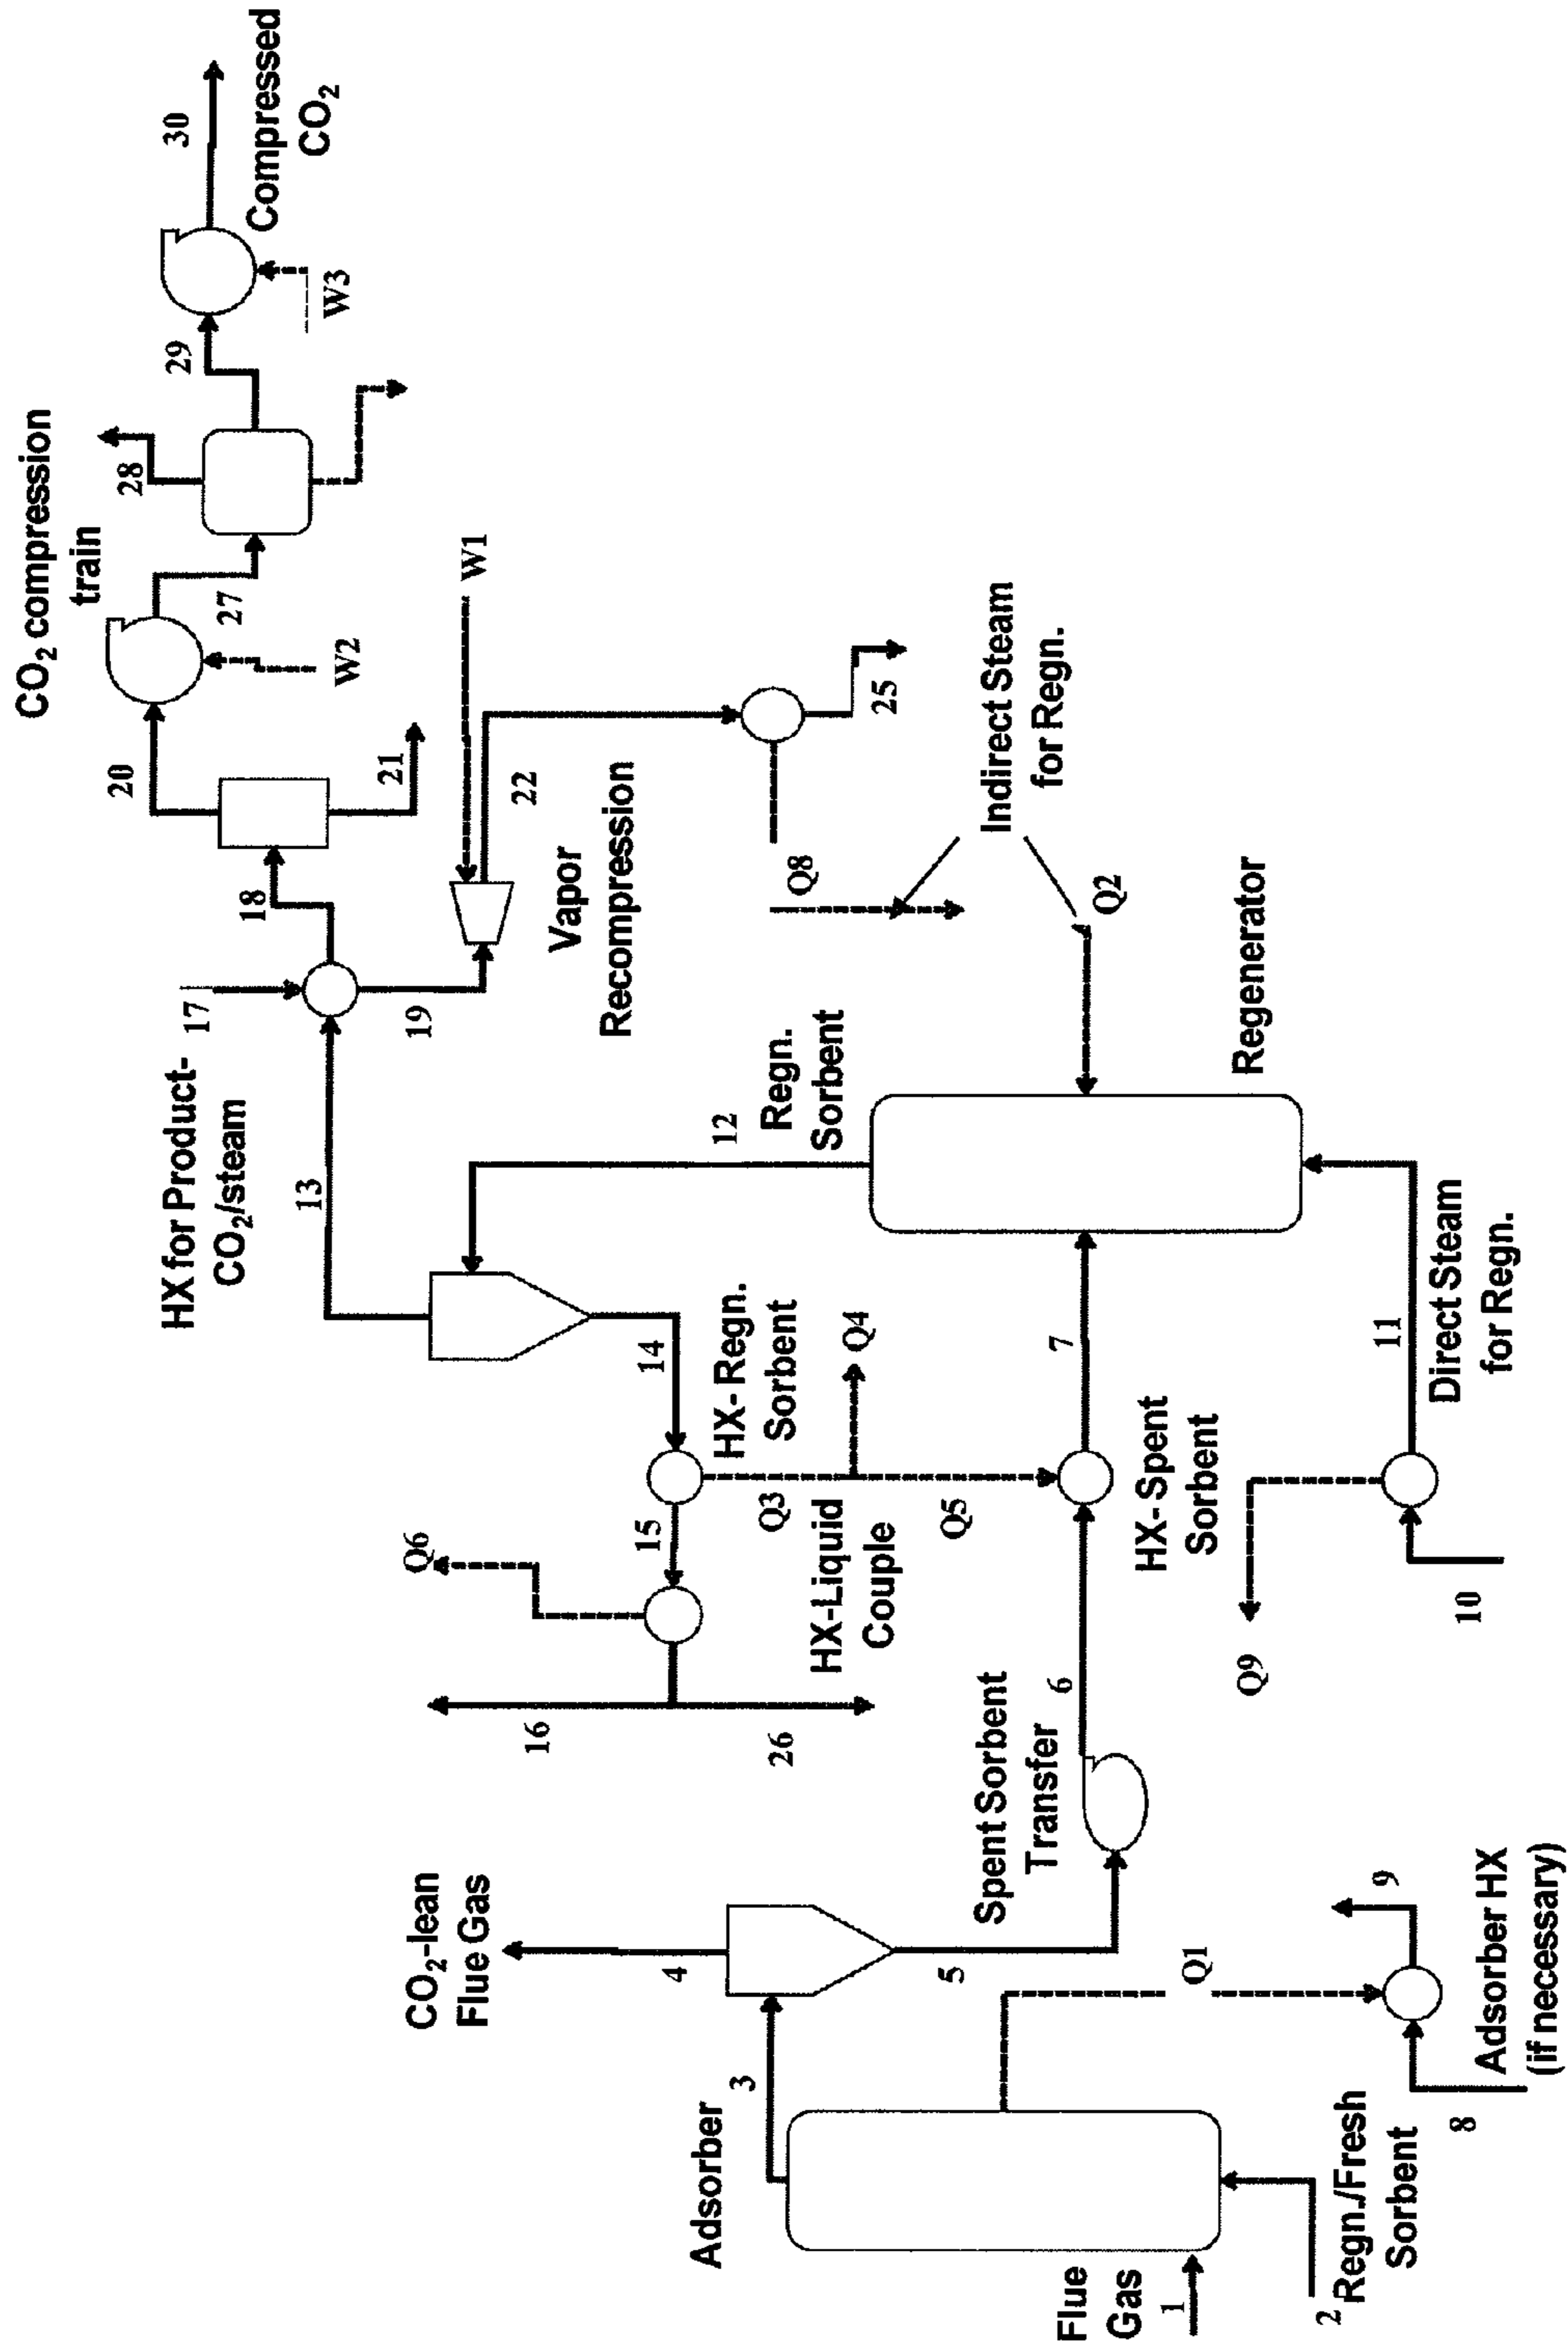 CO2 compression
train
30
Compressed
CO2
28
29
20
27
W2
W3
18
21
HX for Product-
CO2/steam
17
13
19
22
W1
Vapor
Recompression
25
Q8
Indirect Steam
for Regn.
Q2
Q6
16
15
14
12
Regn.
Sorbent
HX- Regn.
Sorbent
26
Q3
Q4
HX-Liquid
Couple
Q5
CO2-lean
Flue Gas
4
Adsorber
3
5
Spent Sorbent
Transfer
6
7
HX- Spent
Sorbent
Regenerator
Q1
Q9
Flue
Gas
1
2
Regn./Fresh
Sorbent
9
8
Adsorber HX
(if necessary)
10
11
Direct Steam
for Regn.